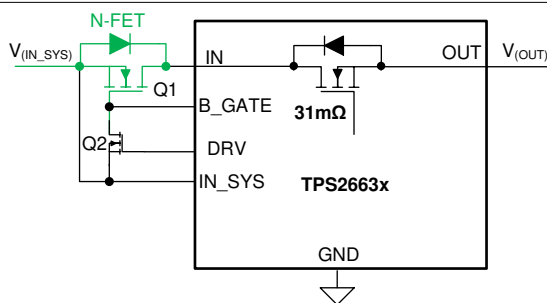 N-FET
V(IN_SYS)
IN
OUT
V(OUT)
Q1
B_GATE
31mΩ
Q2
DRV
IN_SYS
TPS2663x
GND